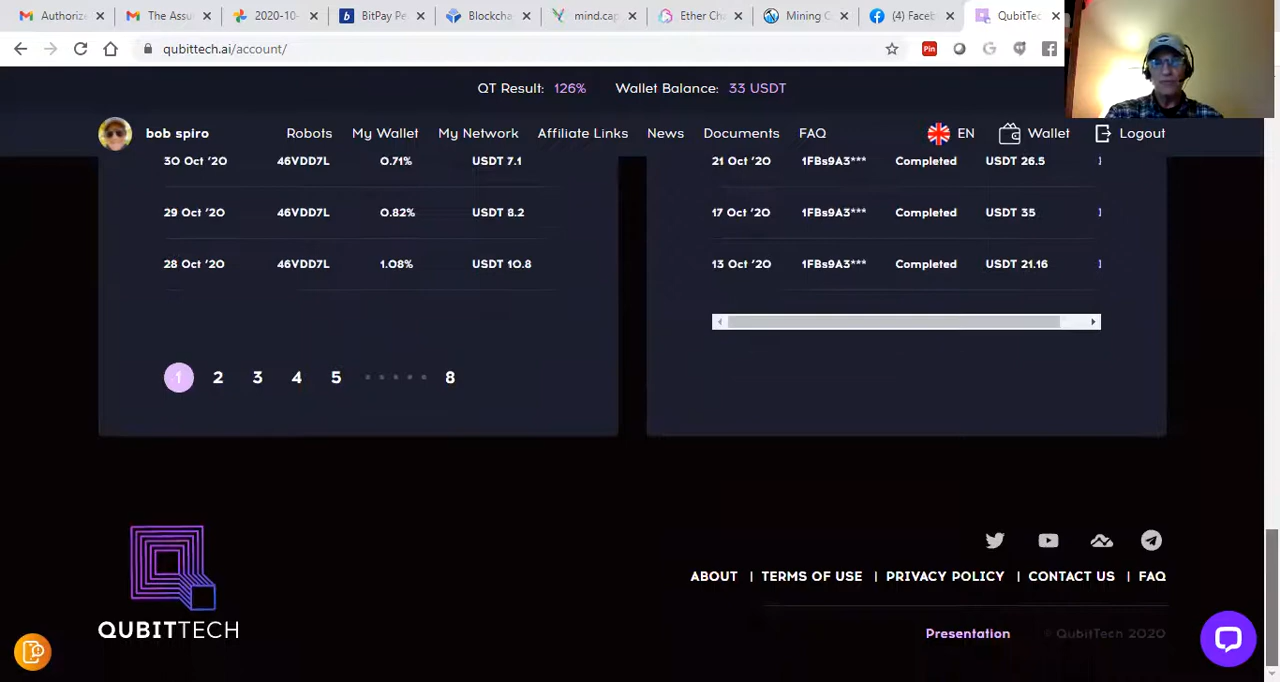 Authoriz
The Assu
2020-10-
BitPay Pe
Blockcha
mind.cap
Ether Ch
Mining C
(4) Faceb
QubitTec
qubittech.ai/account/
Pin
QT Result: 126% Wallet Balance: 33 USDT
bob spiro Robots My Wallet My Network Affiliate Links News Documents FAQ EN Wallet Logout
30 Oct '20 46VDD7L 0.71% USDT 7.1
29 Oct '20 46VDD7L 0.82% USDT 8.2
28 Oct '20 46VDD7L 1.08% USDT 10.8
1 2 3 4 5 ····· 8
21 Oct '20 1FBs9A3*** Completed USDT 26.5
17 Oct '20 1FBs9A3*** Completed USDT 35
13 Oct '20 1FBs9A3*** Completed USDT 21.16
QUBITTECH
ABOUT | TERMS OF USE | PRIVACY POLICY | CONTACT US | FAQ
Presentation © QubitTech 2020